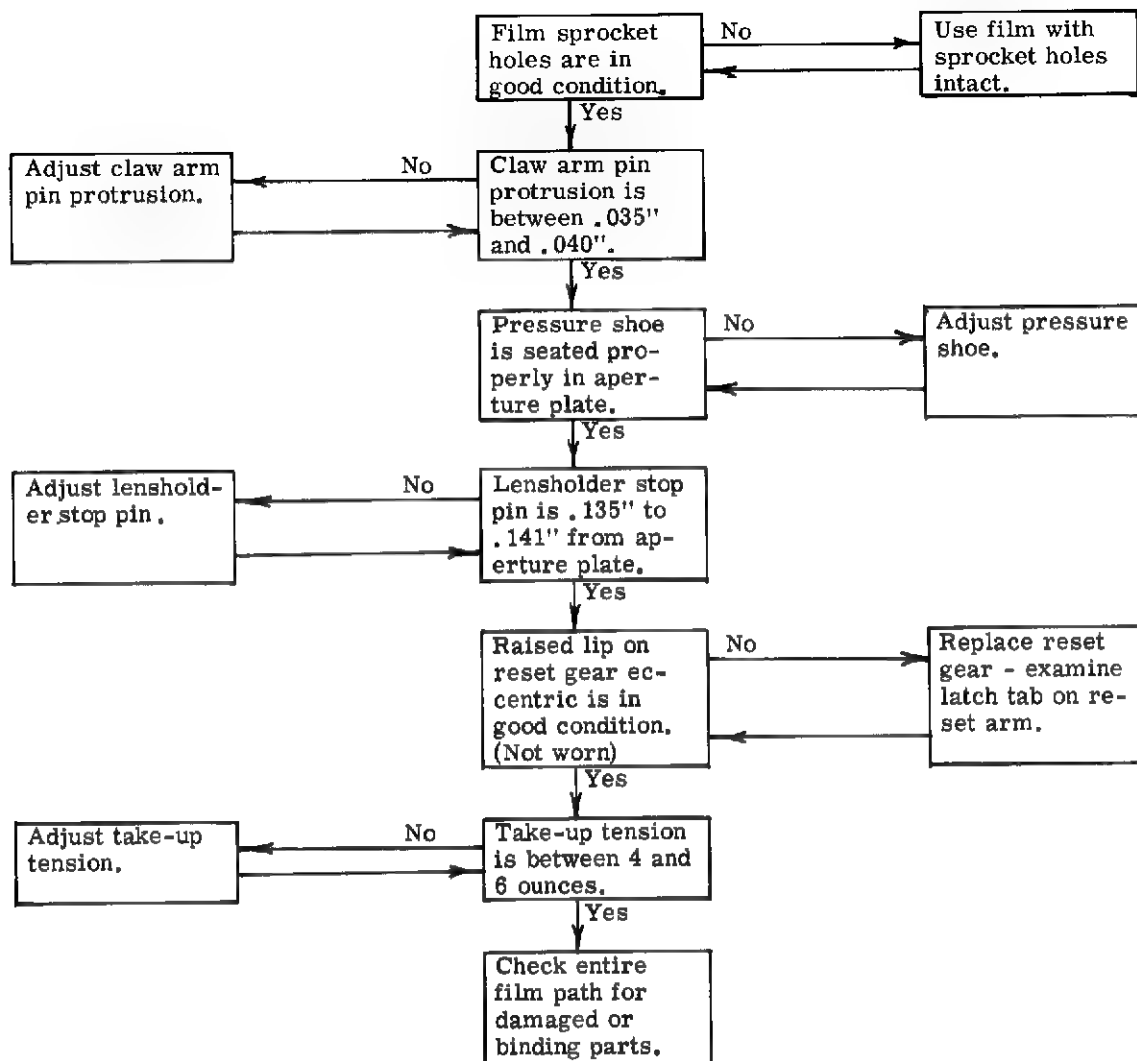 Film sprocket
holes are in
good condition.
No
Use film with
sprocket holes
intact.
Yes
Adjust claw arm
pin protrusion.
No
Claw arm pin
protrusion is
between .035"
and .040".
Yes
Pressure shoe
is seated pro-
perly in aper-
ture plate.
No
Adjust pressure
shoe.
Yes
Adjust lenshold-
er stop pin.
No
Lensholder stop
pin is .135" to
.141" from ap-
erture plate.
Yes
Raised lip on
reset gear ec-
centric is in
good condition.
(Not worn)
No
Replace reset
gear - examine
latch tab on re-
set arm.
Yes
Adjust take-up
tension.
No
Take-up tension
is between 4 and
6 ounces.
Yes
Check entire
film path for
damaged or
binding parts.